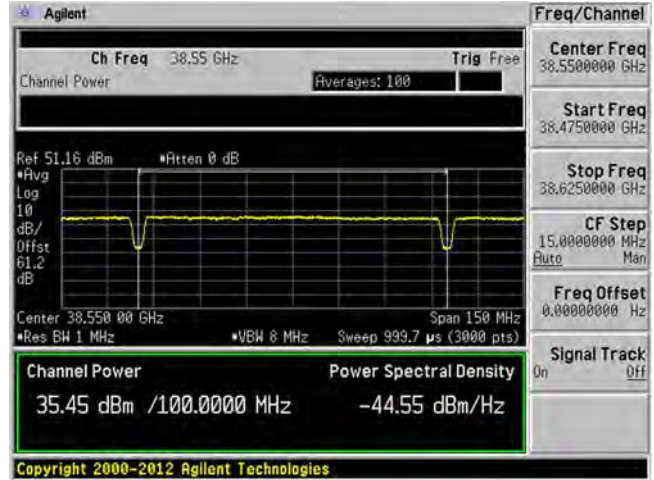 Agilent
Freq/Channel
Ch Freq 38.55 GHz Trig Free
Channel Power Averages: 100
Center Freq
38.5500000 GHz
Start Freq
38.4750000 GHz
Stop Freq
38.6250000 GHz
CF Step
15.0000000 MHz
Auto Man
Freq Offset
0.00000000 Hz
Signal Track
On Off
Ref 51.16 dBm *Atten 0 dB
*Avg
Log
10
dB/
Offst
61.2
dB
Center 38.550 00 GHz Span 150 MHz
*Res BW 1 MHz *VBW 8 MHz Sweep 999.7 µs (3000 pts)
Channel Power Power Spectral Density
35.45 dBm /100.0000 MHz -44.55 dBm/Hz
Copyright 2000-2012 Agilent Technologies